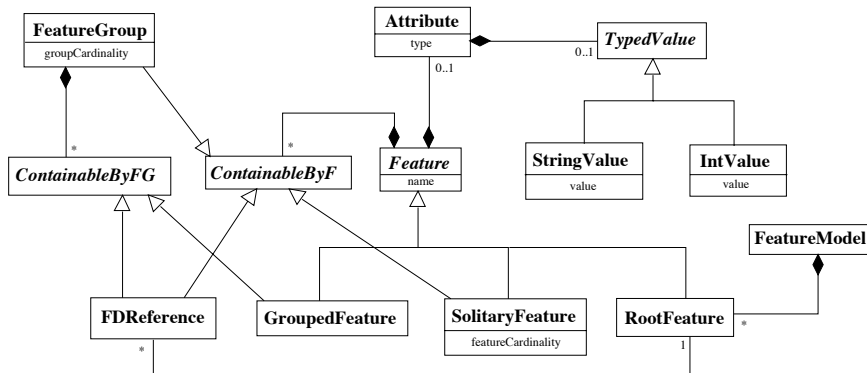 FeatureGroup
groupCardinality
Attribute
type
0..1
0..1
TypedValue
*
*
ContainableByFG
ContainableByF
Feature
name
StringValue
value
IntValue
value
FeatureModel
FDReference
*
GroupedFeature
SolitaryFeature
featureCardinality
RootFeature
*
1